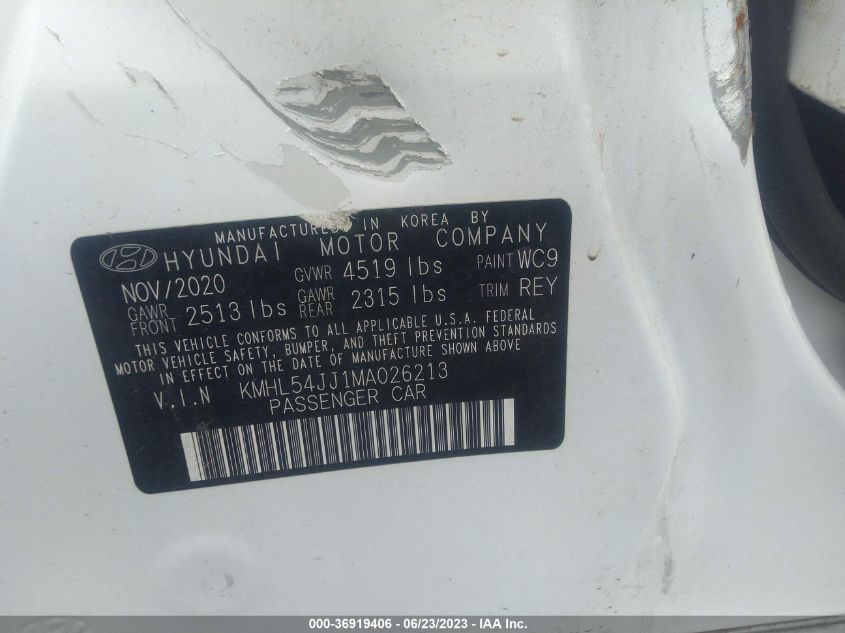 MANUFACTURED IN KOREA BY
HYUNDAI MOTOR COMPANY
NOV/2020 GVWR 4519 lbs PAINT WC9
GAWR FRONT 2513 lbs GAWR REAR 2315 lbs TRIM REY
THIS VEHICLE CONFORMS TO ALL APPLICABLE U.S.A. FEDERAL
MOTOR VEHICLE SAFETY, BUMPER, AND THEFT PREVENTION STANDARDS
IN EFFECT ON THE DATE OF MANUFACTURE SHOWN ABOVE
V.I.N KMHL54JJ1MA026213
PASSENGER CAR
000-36919406 - 06/23/2023 - IAA Inc.